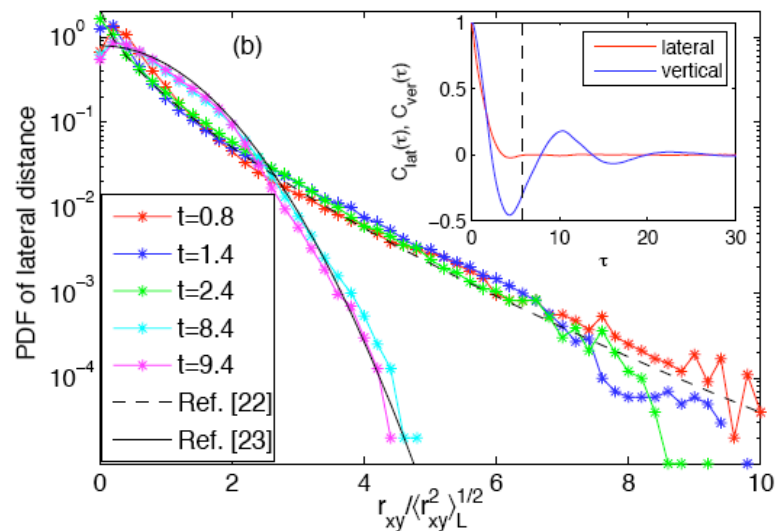 (b)
PDF of lateral distance
10^0
10^-1
10^-2
10^-3
10^-4
t=0.8
t=1.4
t=2.4
t=8.4
t=9.4
Ref. [22]
Ref. [23]
0 2 4 6 8 10
r_xy/⟨r²_xy⟩_L^1/2
C_lat(τ), C_ver(τ)
1
0.5
0
−0.5
lateral
vertical
0 10 20 30
τ